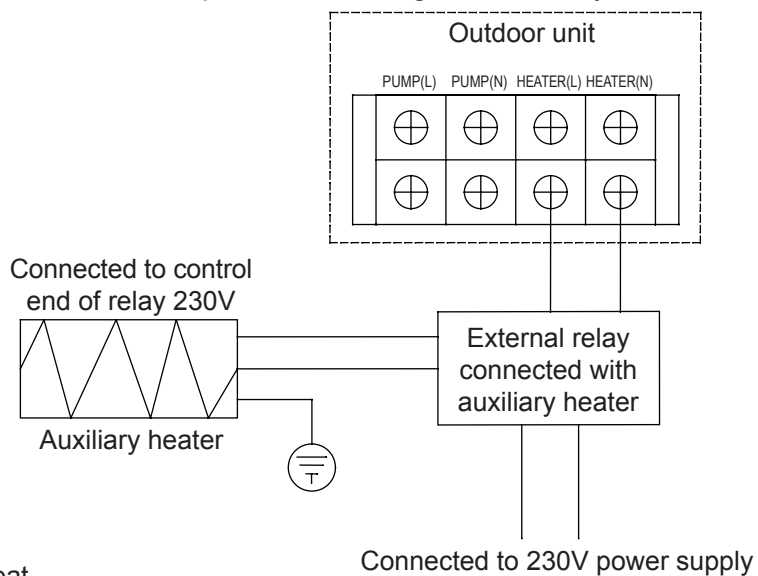 Outdoor unit
PUMP(L) PUMP(N) HEATER(L) HEATER(N)
Connected to control
end of relay 230V
External relay
connected with
auxiliary heater
Auxiliary heater
Connected to 230V power supply